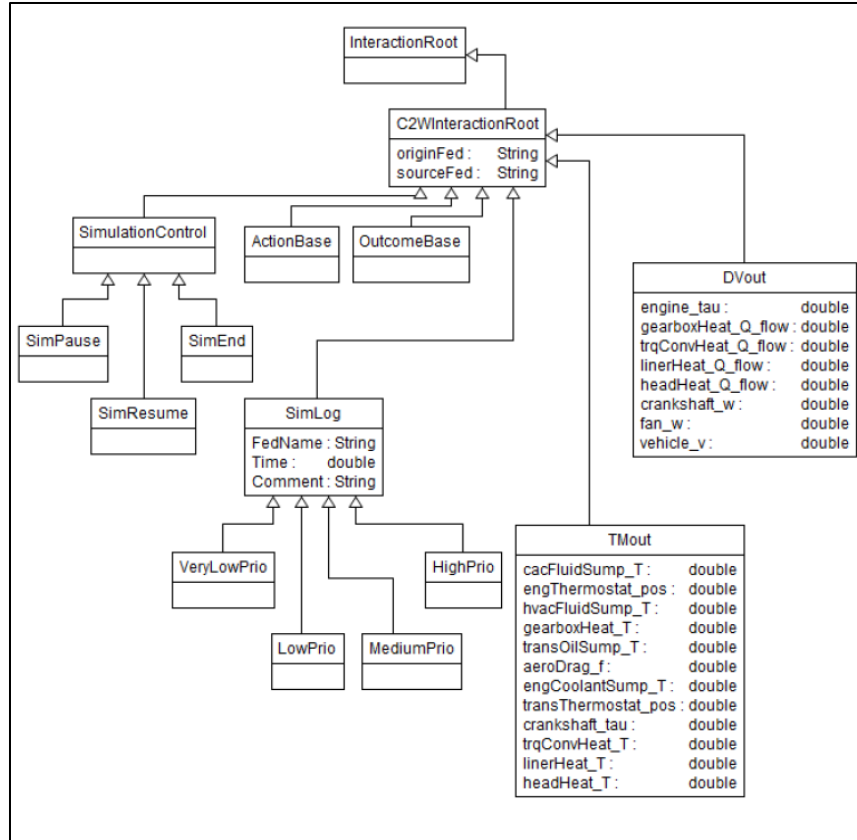 InteractionRoot
C2WInteractionRoot
originFed : String
sourceFed : String
SimulationControl
ActionBase
OutcomeBase
SimPause
SimEnd
SimResume
SimLog
FedName : String
Time : double
Comment : String
VeryLowPrio
HighPrio
LowPrio
MediumPrio
DVout
engine_tau : double
gearboxHeat_Q_flow : double
trqConvHeat_Q_flow : double
linerHeat_Q_flow : double
headHeat_Q_flow : double
crankshaft_w : double
fan_w : double
vehicle_v : double
TMout
cacFluidSump_T : double
engThermostat_pos : double
hvacFluidSump_T : double
gearboxHeat_T : double
transOilSump_T : double
aeroDrag_f : double
engCoolantSump_T : double
transThermostat_pos : double
crankshaft_tau : double
trqConvHeat_T : double
linerHeat_T : double
headHeat_T : double